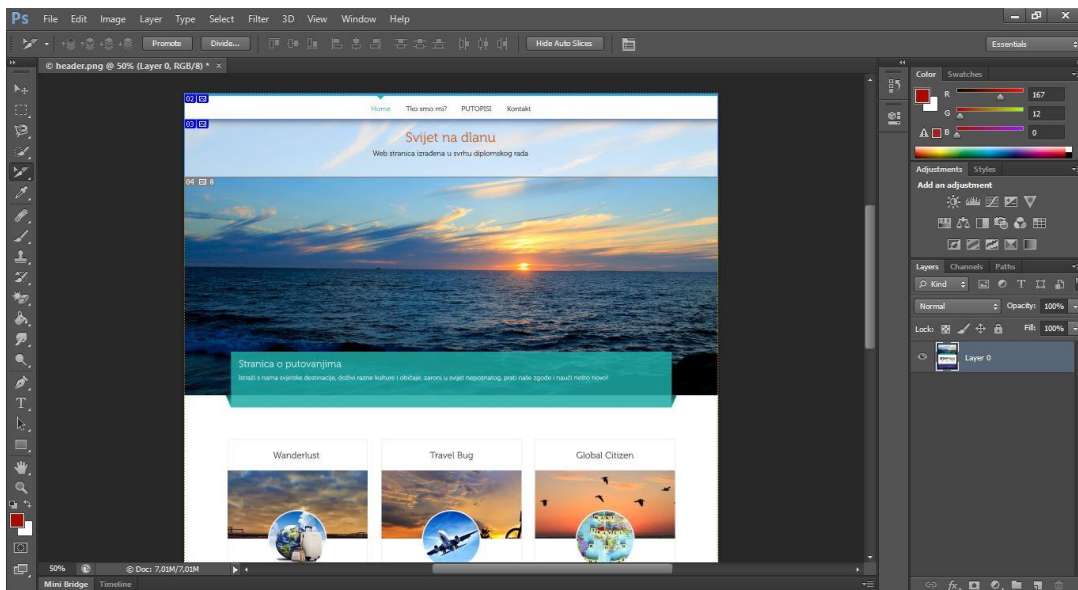 Ps File Edit Image Layer Type Select Filter 3D View Window Help
Promote Divide... Hide Auto Slices Essentials
© header.png @ 50% (Layer 0, RGB/8) * ×
02
Home Tko smo mi? PUTOPISI Kontakt
03
Svijet na dlanu
Web stranica izrađena u svrhu diplomskog rada
04 8
Stranica o putovanjima
Istraži s nama svjetske destinacije, doživi razne kulture i običaje, zaroni u svijet nepoznatog, prati naše zgode i nauči nešto novo!
Wanderlust Travel Bug Global Citizen
50% © Doc: 7,01M/7,01M
Mini Bridge Timeline
Color Swatches
R 167
G 12
B 0
Adjustments Styles
Add an adjustment
Layers Channels Paths
Kind
Normal Opacity: 100%
Lock: Fill: 100%
Layer 0
fx